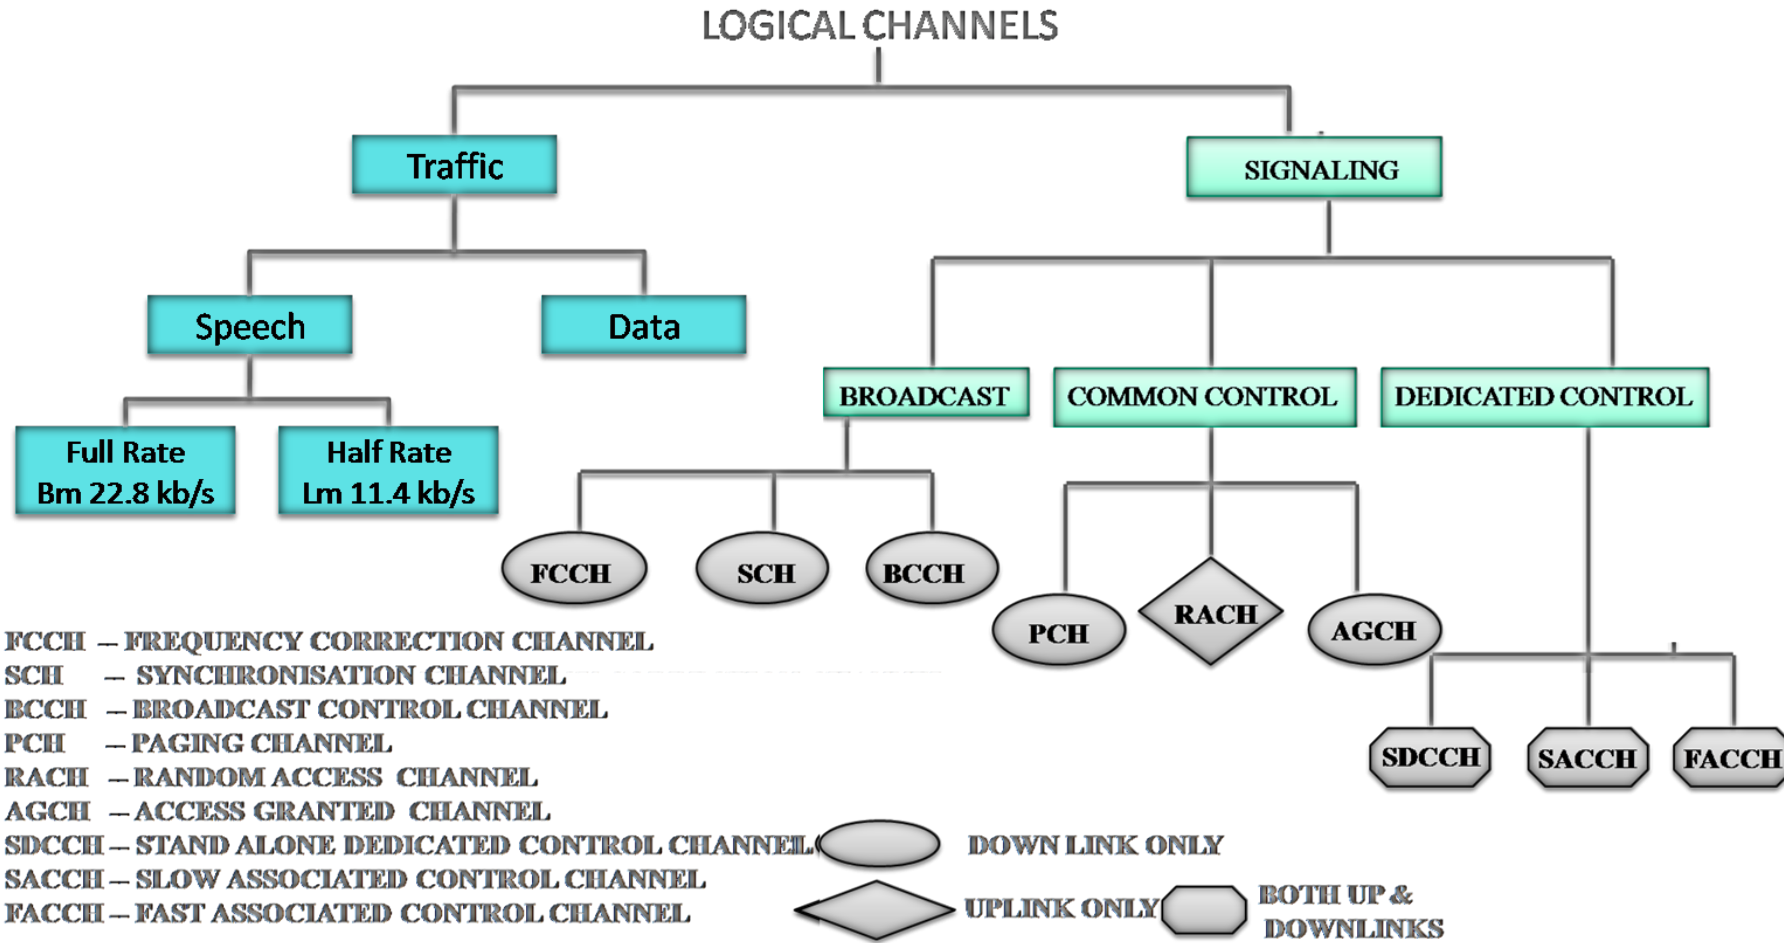 LOGICAL CHANNELS
Traffic
SIGNALING
Speech
Data
BROADCAST
COMMON CONTROL
DEDICATED CONTROL
Full Rate
Bm 22.8 kb/s
Half Rate
Lm 11.4 kb/s
FCCH
SCH
BCCH
PCH
RACH
AGCH
SDCCH
SACCH
FACCH
FCCH – FREQUENCY CORRECTION CHANNEL
SCH – SYNCHRONISATION CHANNEL
BCCH – BROADCAST CONTROL CHANNEL
PCH – PAGING CHANNEL
RACH – RANDOM ACCESS CHANNEL
AGCH – ACCESS GRANTED CHANNEL
SDCCH – STAND ALONE DEDICATED CONTROL CHANNEL
SACCH – SLOW ASSOCIATED CONTROL CHANNEL
FACCH – FAST ASSOCIATED CONTROL CHANNEL
DOWN LINK ONLY
UPLINK ONLY
BOTH UP &
DOWNLINKS